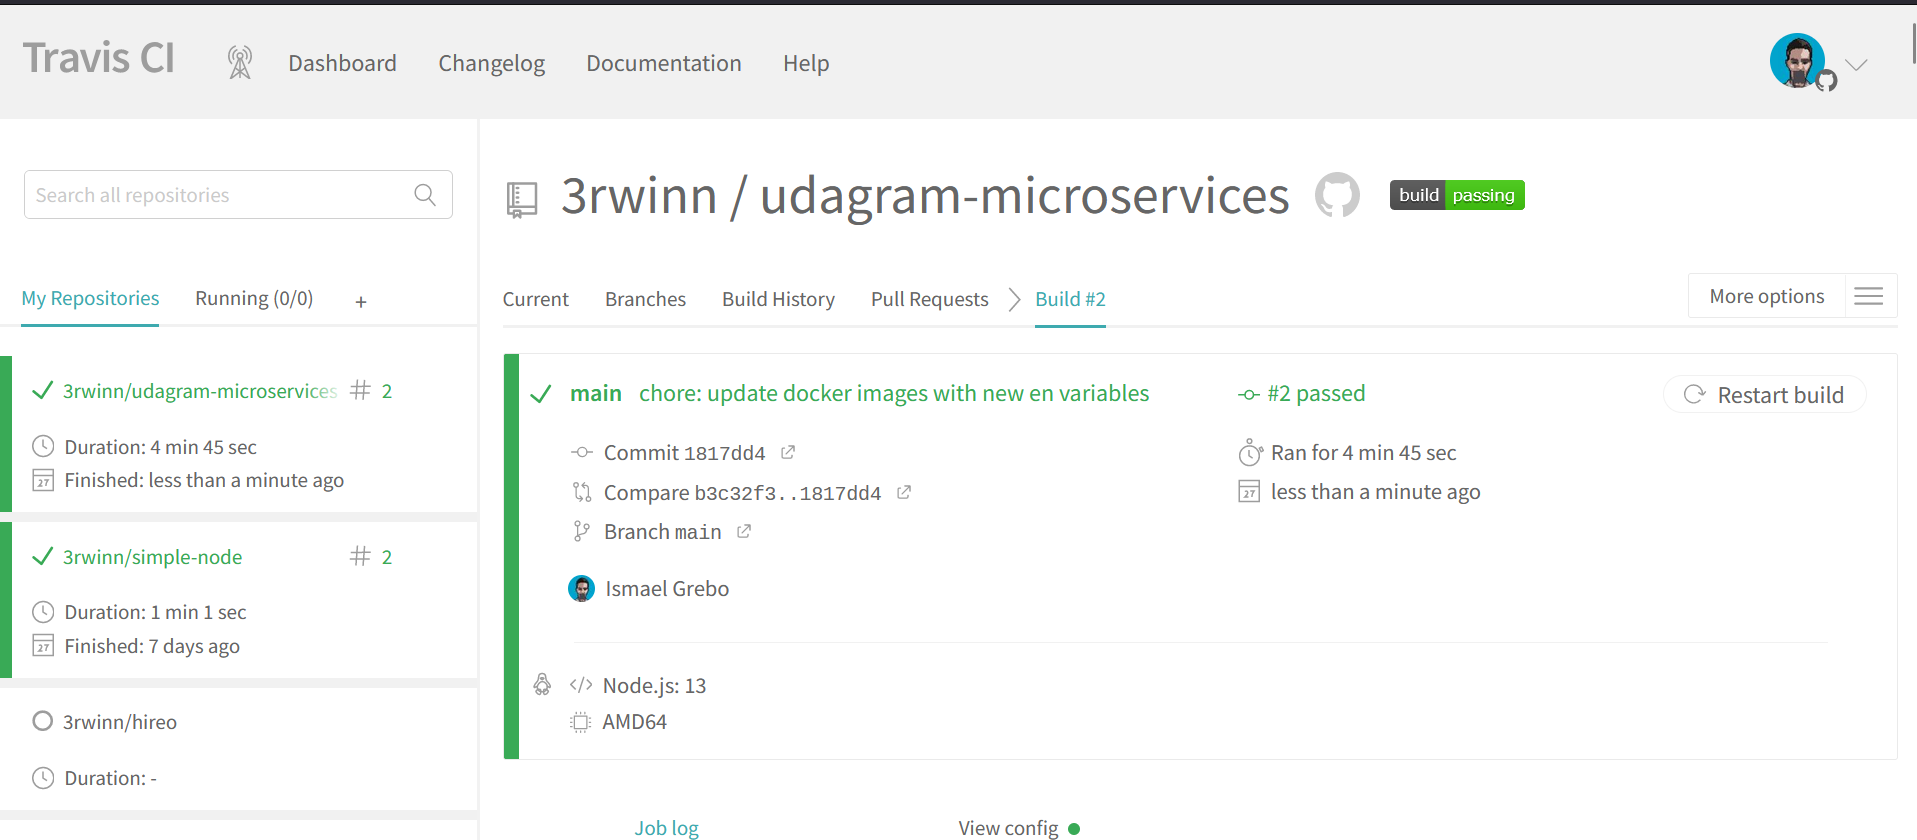 Travis CI Dashboard Changelog Documentation Help
Search all repositories
My Repositories Running (0/0) +
3rwinn/udagram-microservices # 2
Duration: 4 min 45 sec
27 Finished: less than a minute ago
3rwinn/simple-node # 2
Duration: 1 min 1 sec
27 Finished: 7 days ago
3rwinn/hireo
Duration: -
3rwinn / udagram-microservices build passing
Current Branches Build History Pull Requests Build #2 More options
main chore: update docker images with new en variables #2 passed Restart build
Commit 1817dd4 Ran for 4 min 45 sec
Compare b3c32f3..1817dd4 27 less than a minute ago
Branch main
Ismael Grebo
</> Node.js: 13
AMD64
Job log View config